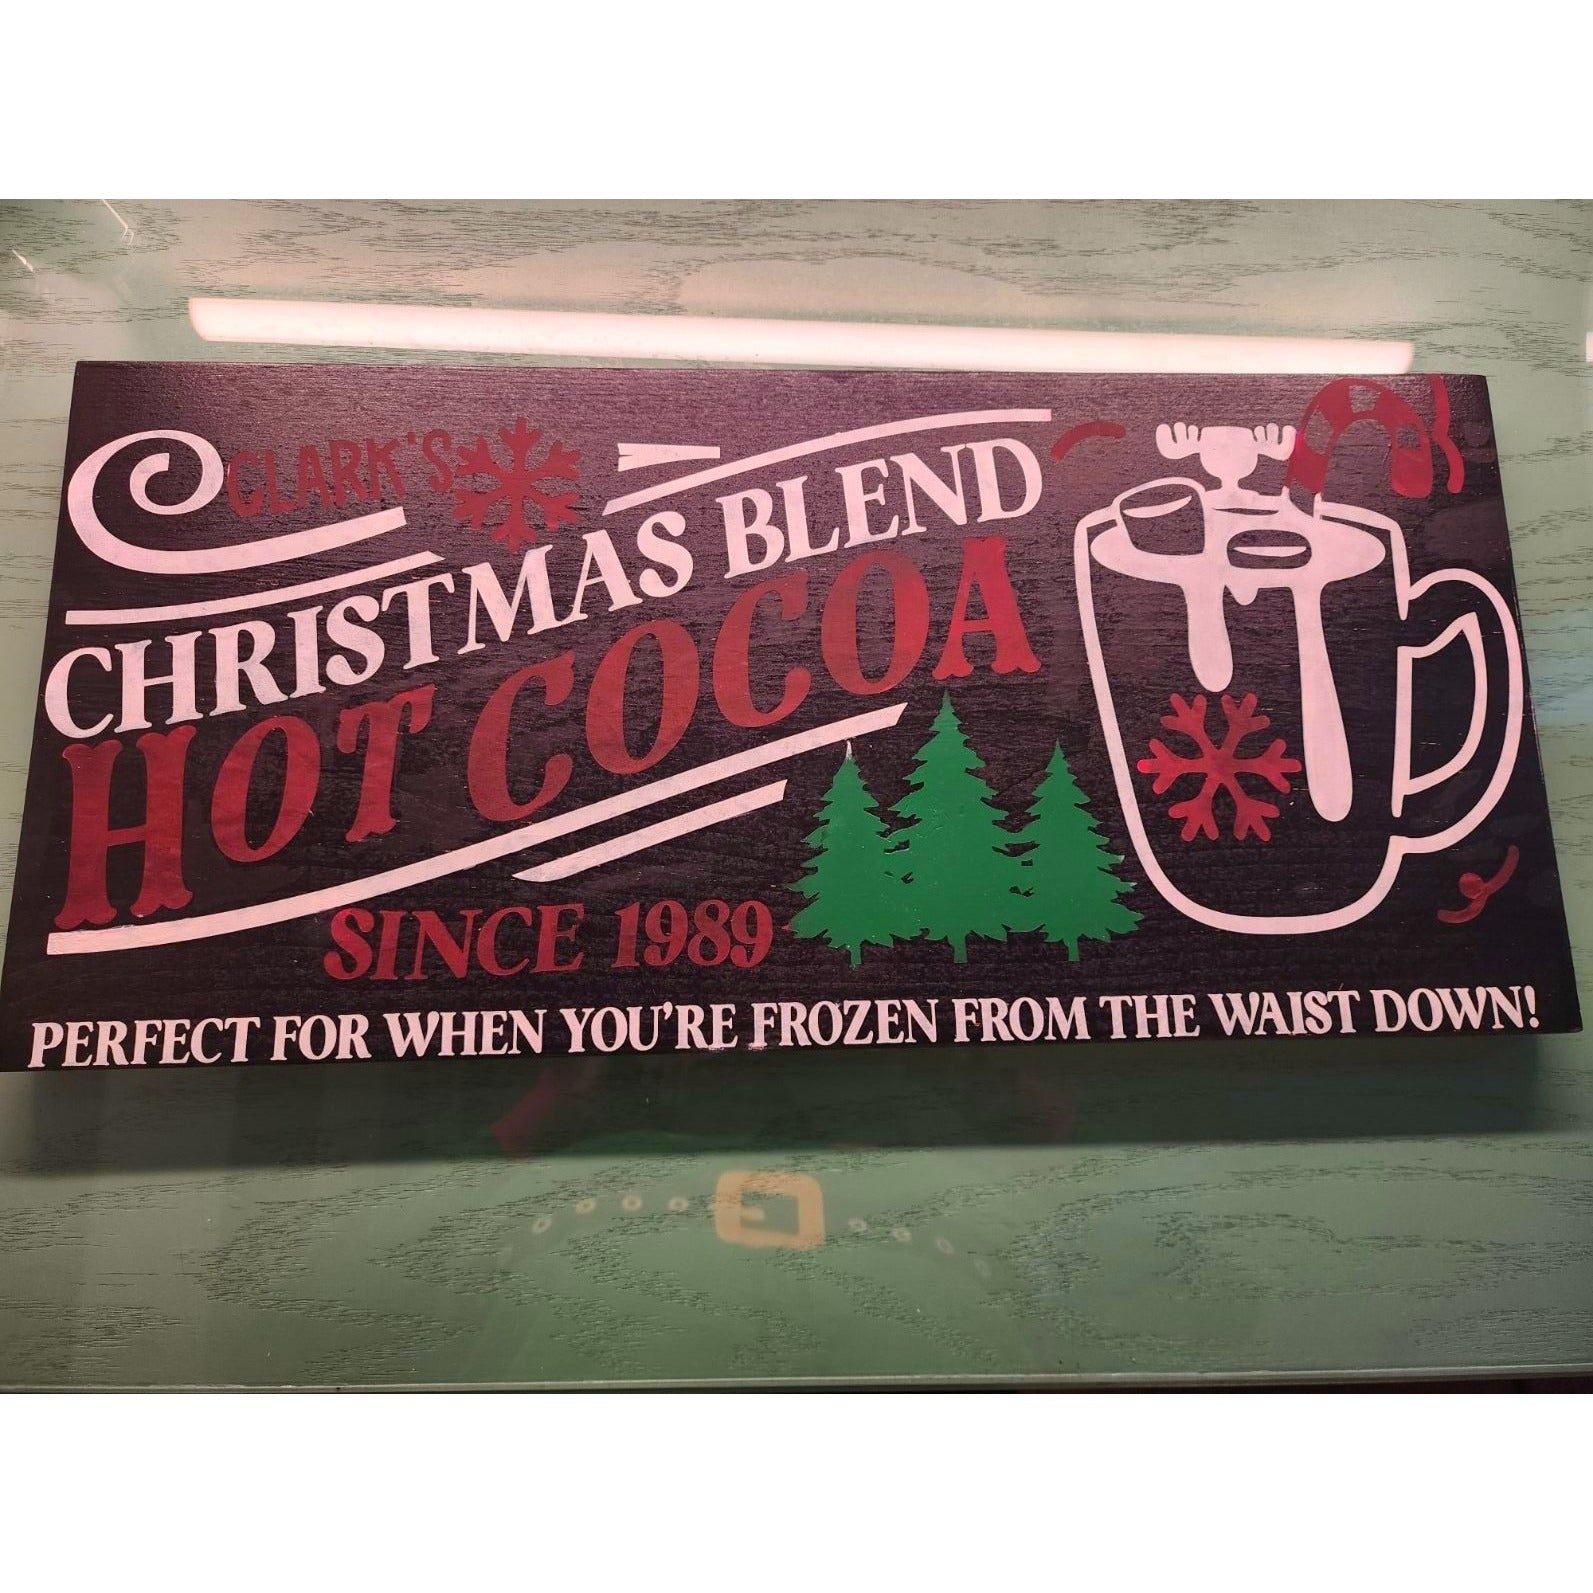 CLARK'S
CHRISTMAS BLEND
HOT COCOA
SINCE 1989
PERFECT FOR WHEN YOU'RE FROZEN FROM THE WAIST DOWN!